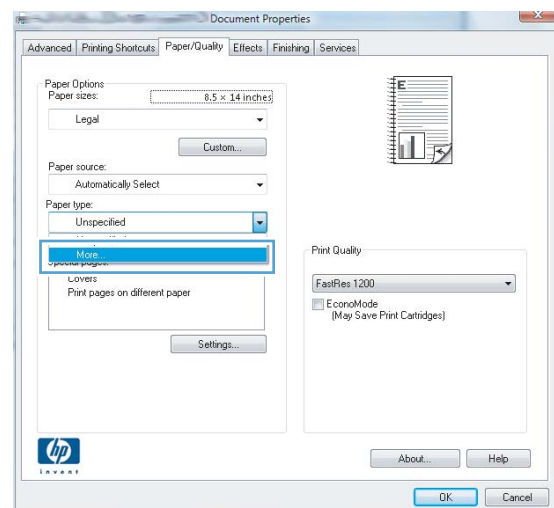 Document Properties
Advanced Printing Shortcuts Paper/Quality Effects Finishing Services
Paper Options
Paper sizes: 8.5 × 14 inches
Legal
Custom...
Paper source:
Automatically Select
Paper type:
Unspecified
More...
Covers
Print pages on different paper
Settings...
E
Print Quality
FastRes 1200
EconoMode
(May Save Print Cartridges)
hp
invent
About... Help
OK Cancel